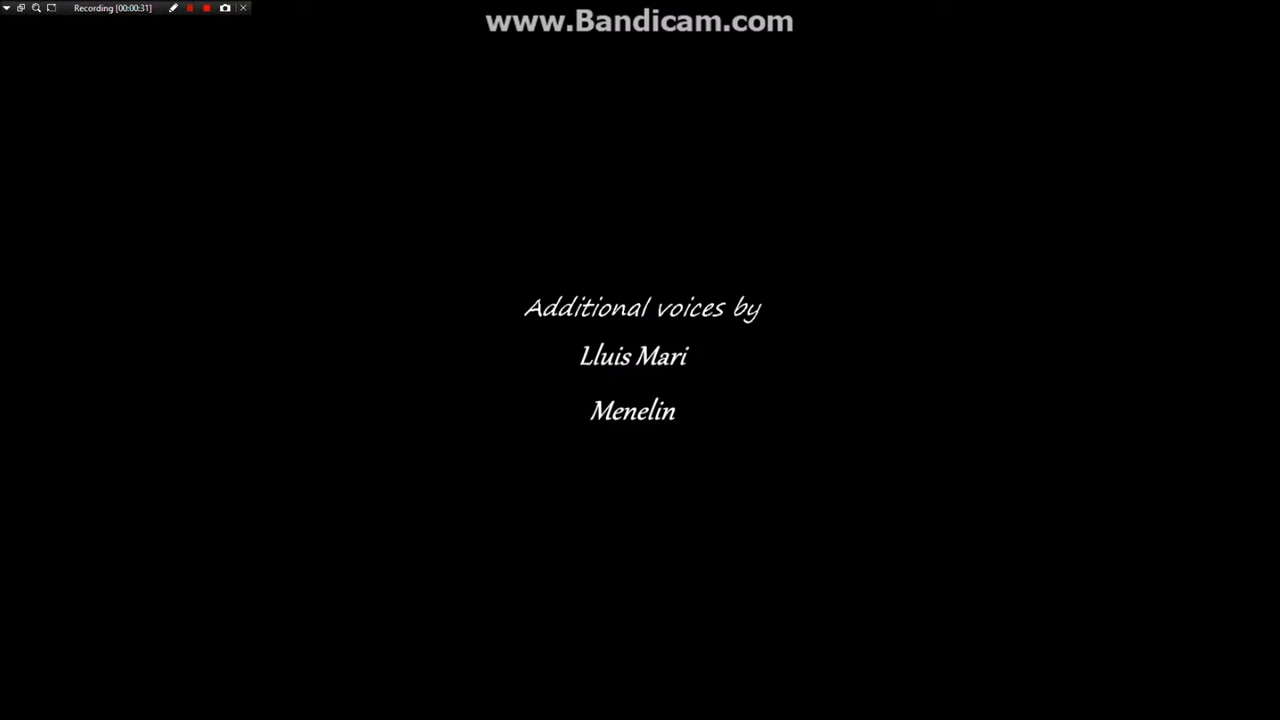 Recording [00:00:31]
www.Bandicam.com
Additional voices by
Lluis Mari
Menelin